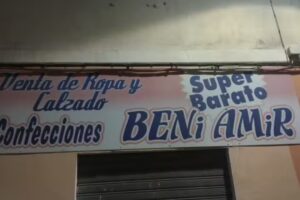 Venta de Ropa y
Calzado
Confecciones
Super
Barato
BENi AMiR